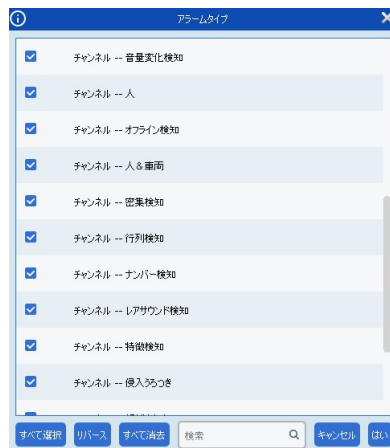 アラームタイプ
チャンネル -- 音量変化検知
チャンネル -- 人
チャンネル -- オフライン検知
チャンネル -- 人＆車両
チャンネル -- 密集検知
チャンネル -- 行列検知
チャンネル -- ナンバー検知
チャンネル -- レアサウンド検知
チャンネル -- 特徴検知
チャンネル -- 侵入うろつき
すべて選択 リバース すべて消去 検索 キャンセル はい